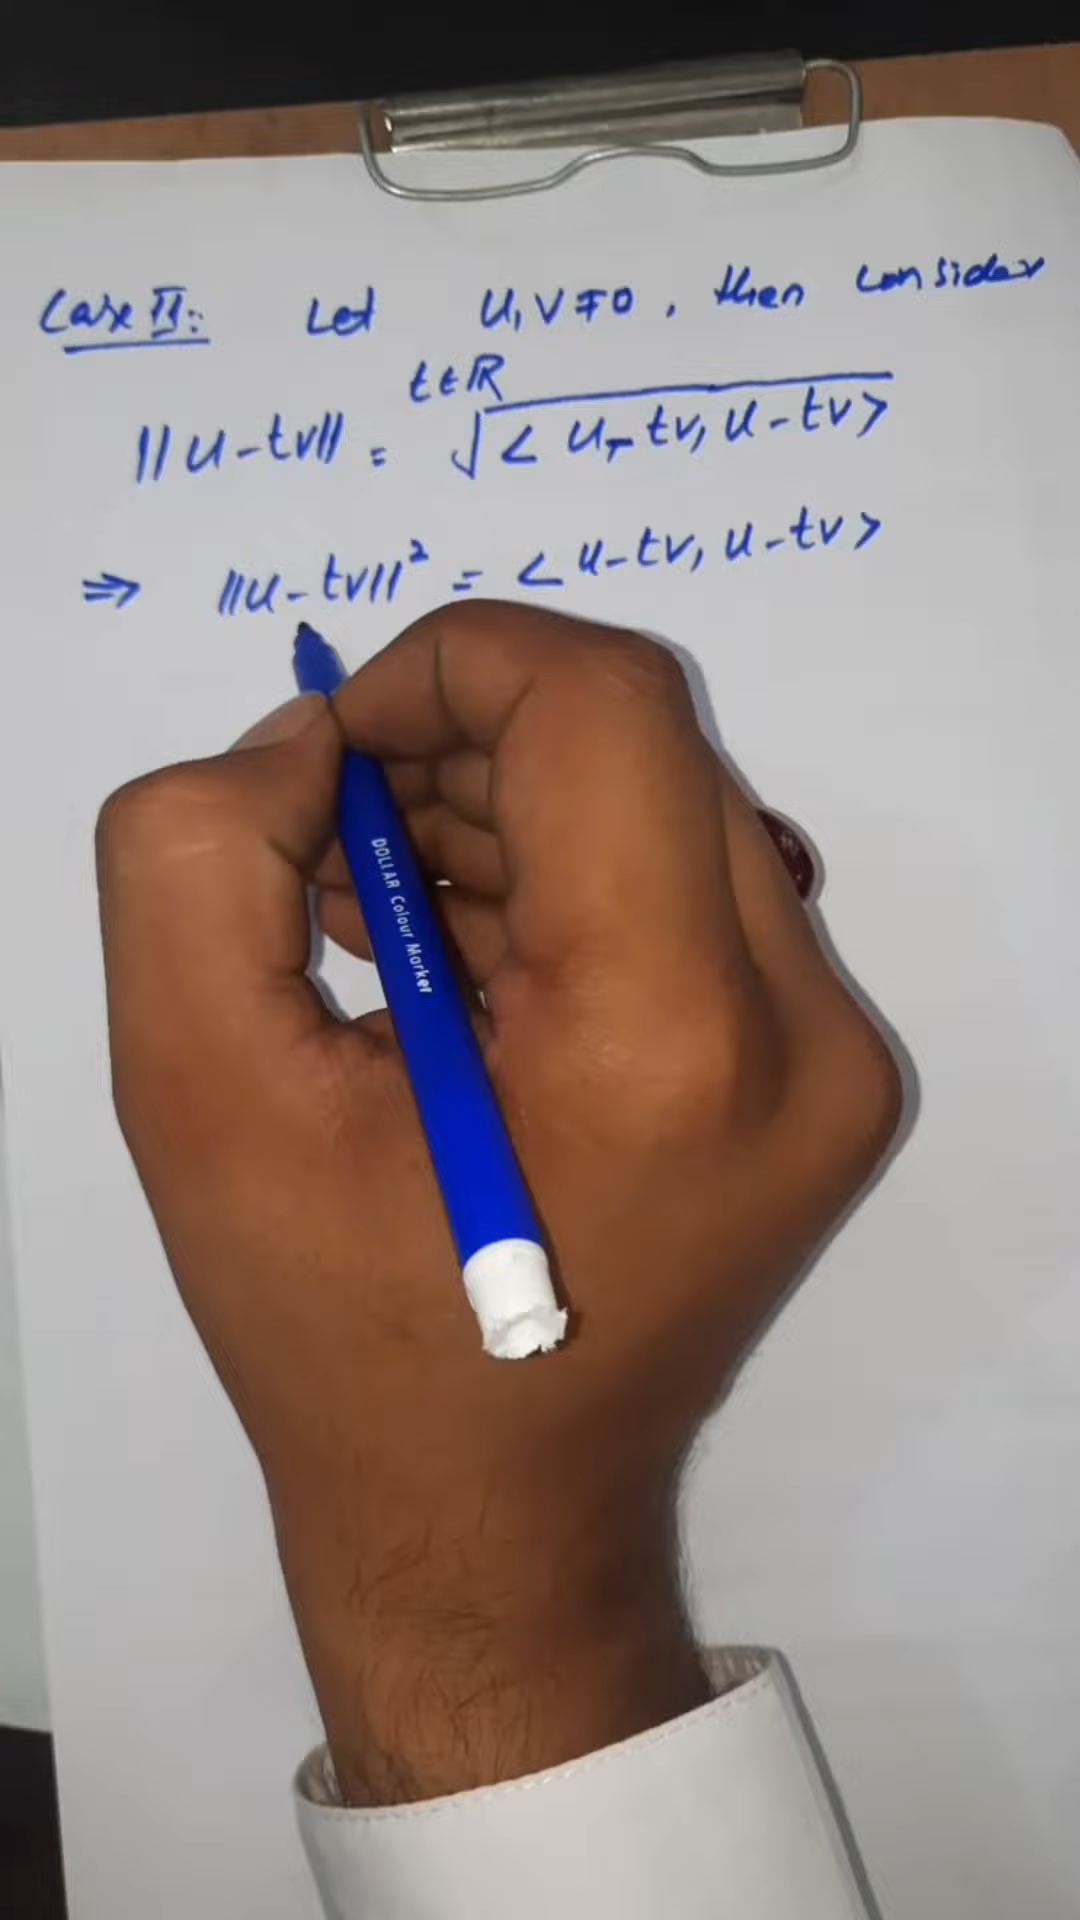 Case II: Let u, v ≠ 0, then consider
t ∈ ℝ
||u - tv|| = √< u - tv, u - tv >
⇒ ||u - tv||² = < u - tv, u - tv >
DOLLAR Colour Marker